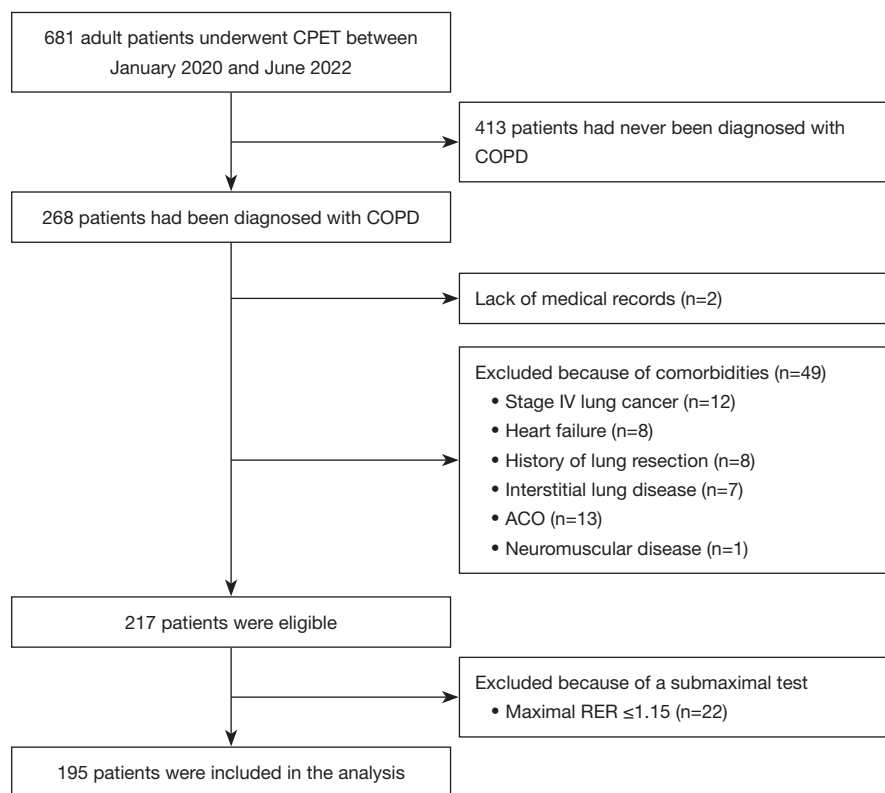 681 adult patients underwent CPET between
January 2020 and June 2022
413 patients had never been diagnosed with
COPD
268 patients had been diagnosed with COPD
Lack of medical records (n=2)
Excluded because of comorbidities (n=49)
• Stage IV lung cancer (n=12)
• Heart failure (n=8)
• History of lung resection (n=8)
• Interstitial lung disease (n=7)
• ACO (n=13)
• Neuromuscular disease (n=1)
217 patients were eligible
Excluded because of a submaximal test
• Maximal RER ≤1.15 (n=22)
195 patients were included in the analysis